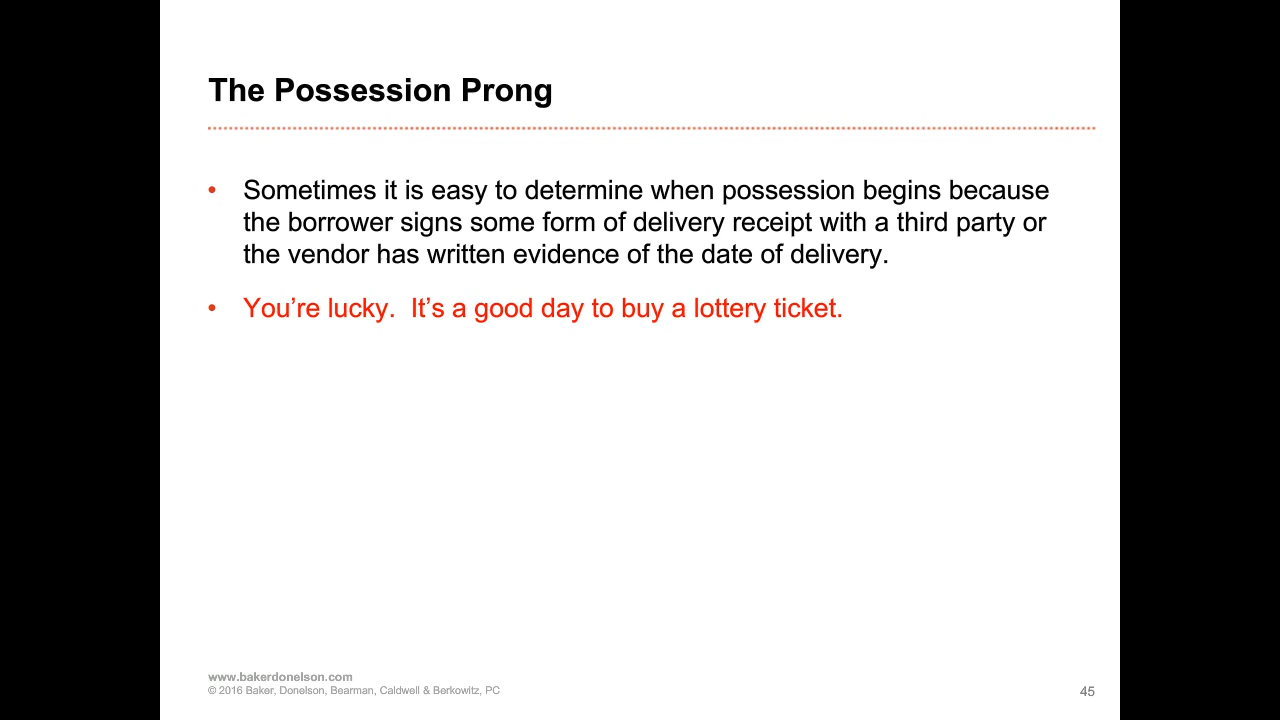 The Possession Prong
• Sometimes it is easy to determine when possession begins because
the borrower signs some form of delivery receipt with a third party or
the vendor has written evidence of the date of delivery.
• You’re lucky.  It’s a good day to buy a lottery ticket.
www.bakerdonelson.com
© 2016 Baker, Donelson, Bearman, Caldwell & Berkowitz, PC
45